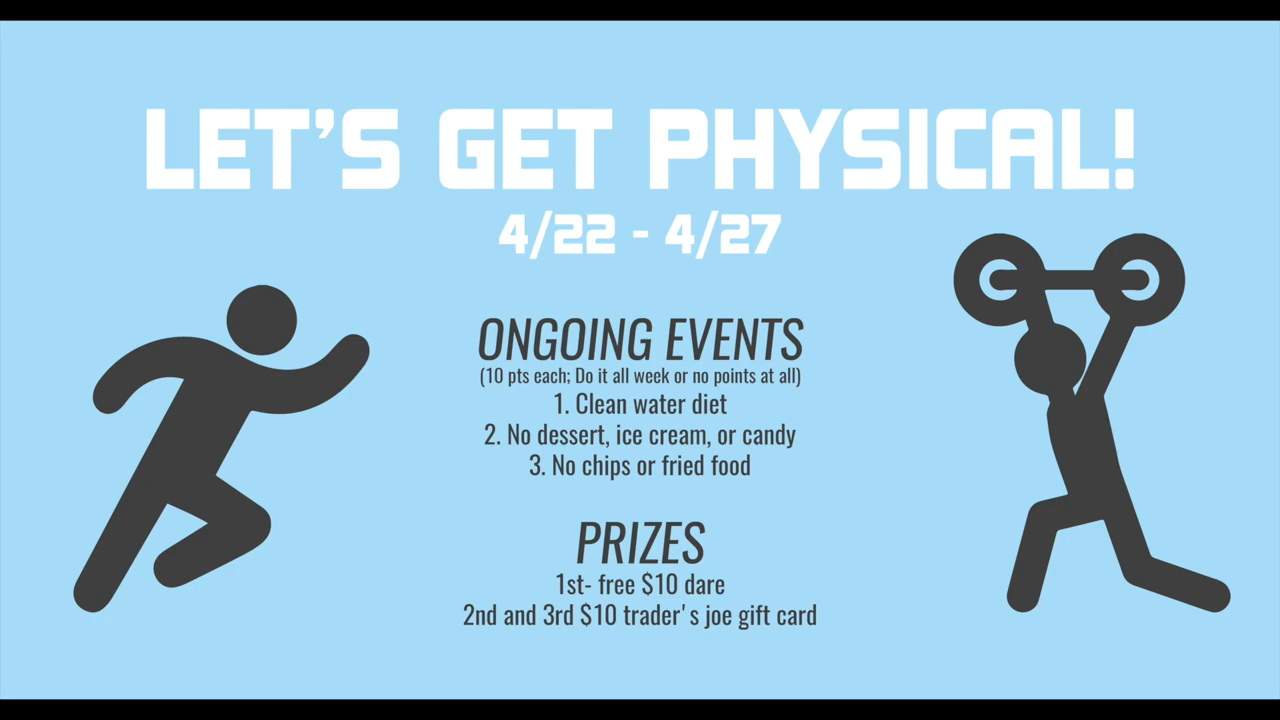 LET'S GET PHYSICAL!
4/22 - 4/27
ONGOING EVENTS
(10 pts each; Do it all week or no points at all)
1. Clean water diet
2. No dessert, ice cream, or candy
3. No chips or fried food
PRIZES
1st- free $10 dare
2nd and 3rd $10 trader's joe gift card